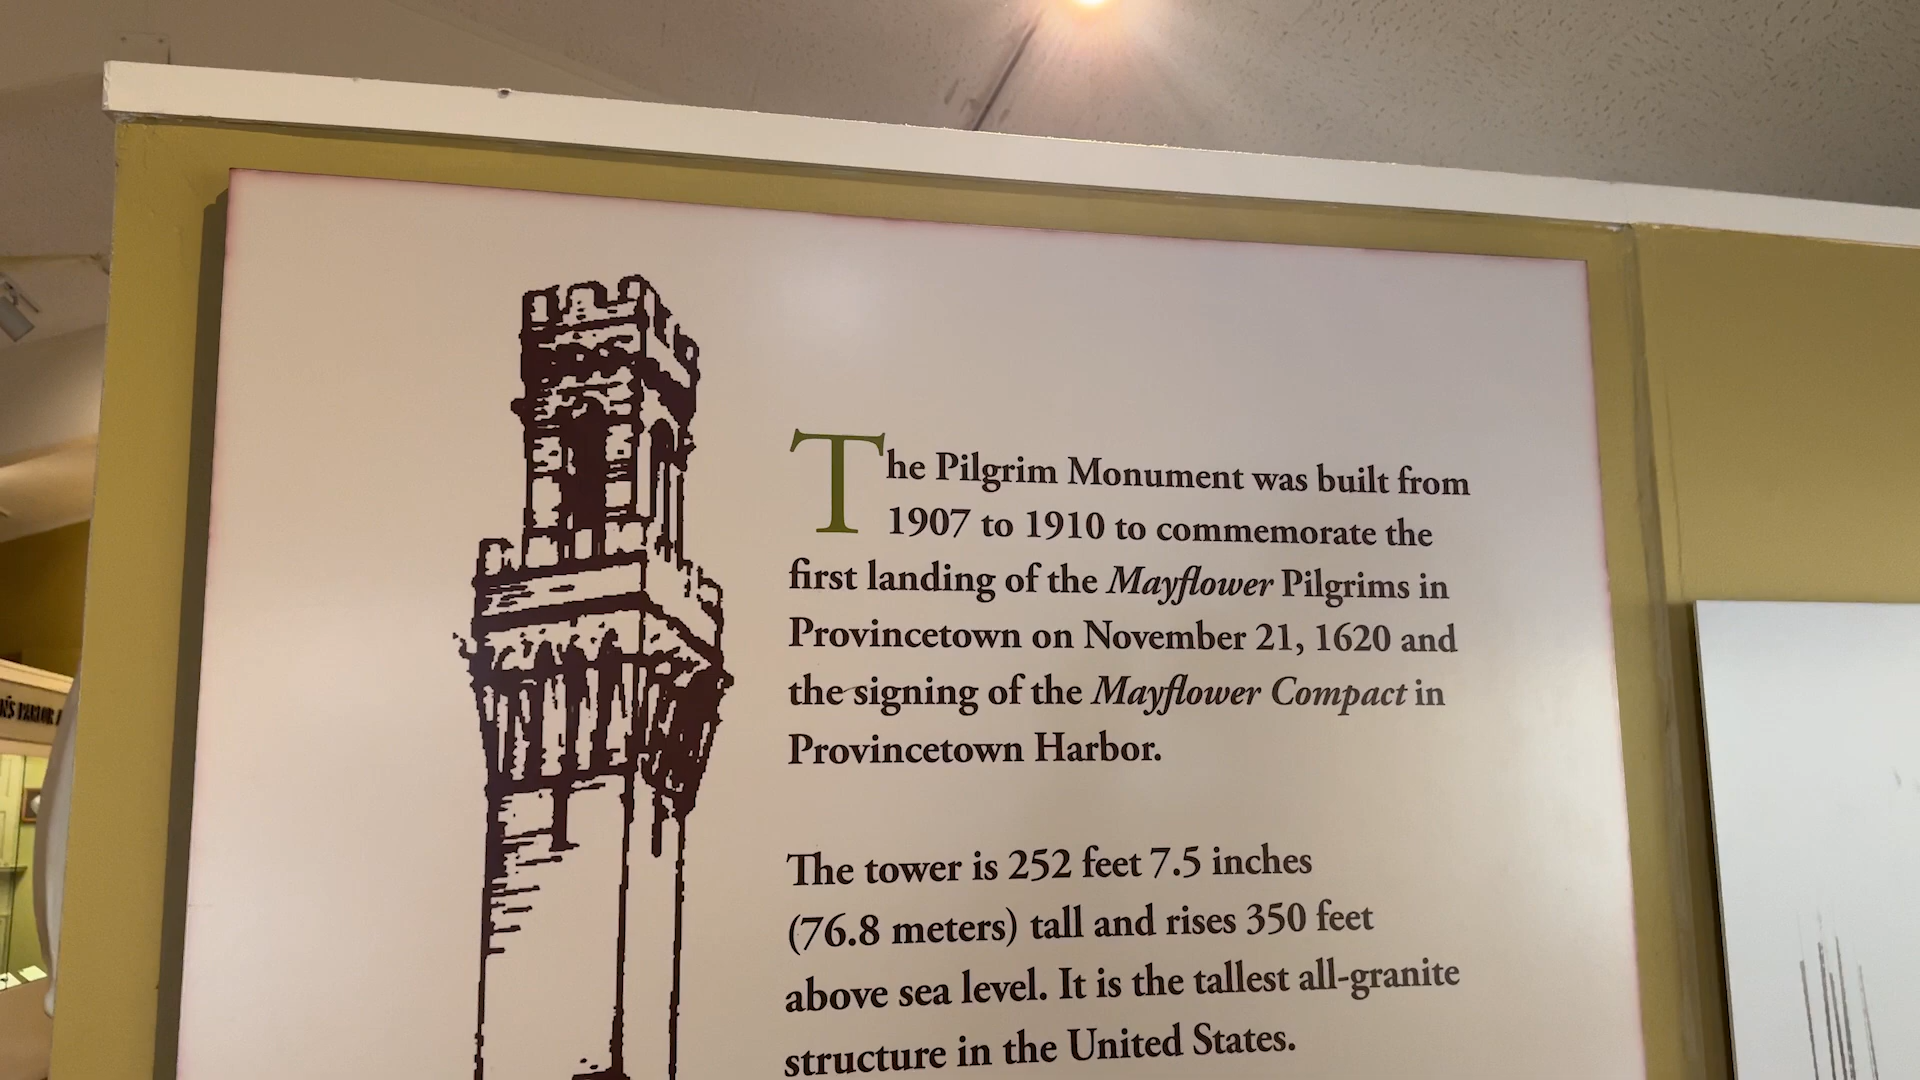 The Pilgrim Monument was built from
1907 to 1910 to commemorate the
first landing of the Mayflower Pilgrims in
Provincetown on November 21, 1620 and
the signing of the Mayflower Compact in
Provincetown Harbor.
The tower is 252 feet 7.5 inches
(76.8 meters) tall and rises 350 feet
above sea level. It is the tallest all-granite
structure in the United States.
PARLOR